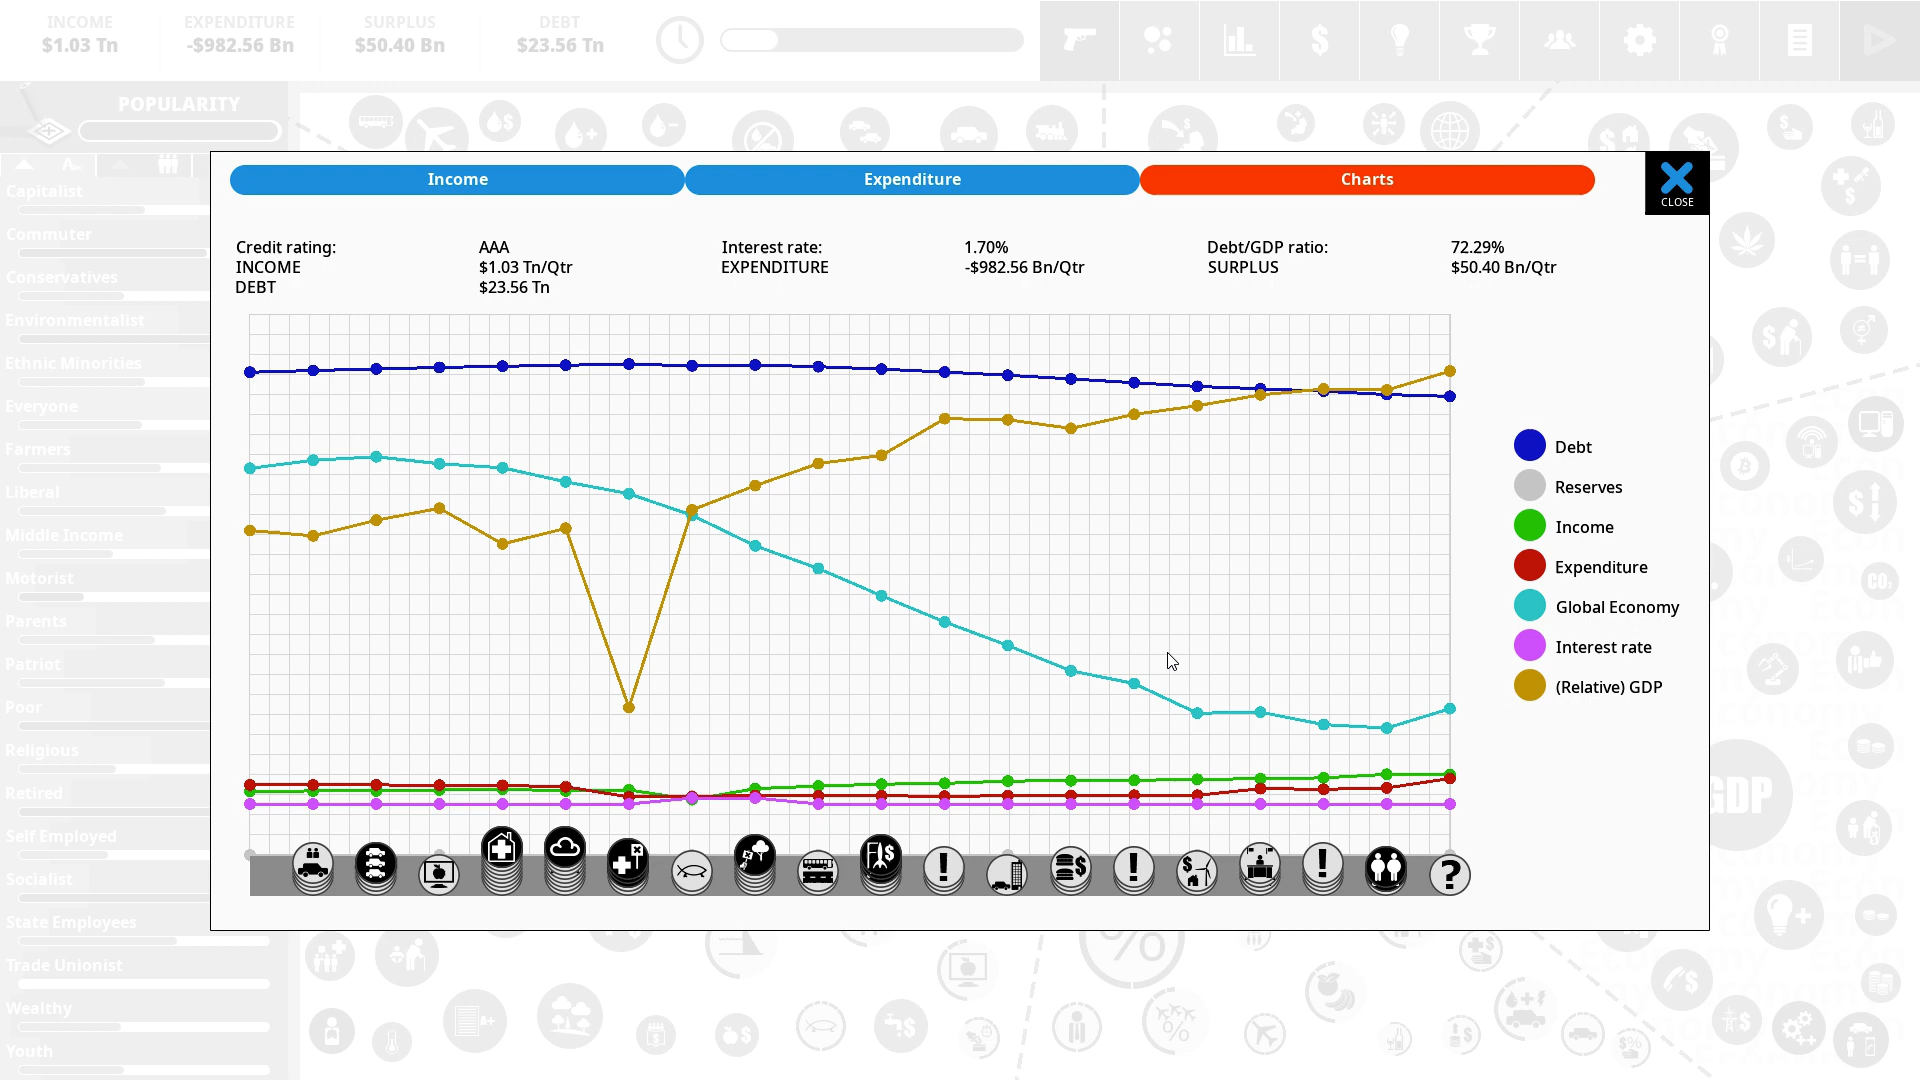 INCOME
$1.03 Tn
EXPENDITURE
-$982.56 Bn
SURPLUS
$50.40 Bn
DEBT
$23.56 Tn
POPULARITY
Capitalist
Commuter
Conservatives
Environmentalist
Ethnic Minorities
Everyone
Farmers
Liberal
Middle Income
Motorist
Parents
Patriot
Poor
Religious
Retired
Self Employed
Socialist
State Employees
Trade Unionist
Wealthy
Youth
Income
Expenditure
Charts
CLOSE
Credit rating:
AAA
Interest rate:
1.70%
Debt/GDP ratio:
72.29%
INCOME
$1.03 Tn/Qtr
EXPENDITURE
-$982.56 Bn/Qtr
SURPLUS
$50.40 Bn/Qtr
DEBT
$23.56 Tn
Debt
Reserves
Income
Expenditure
Global Economy
Interest rate
(Relative) GDP
GDP
CO₂